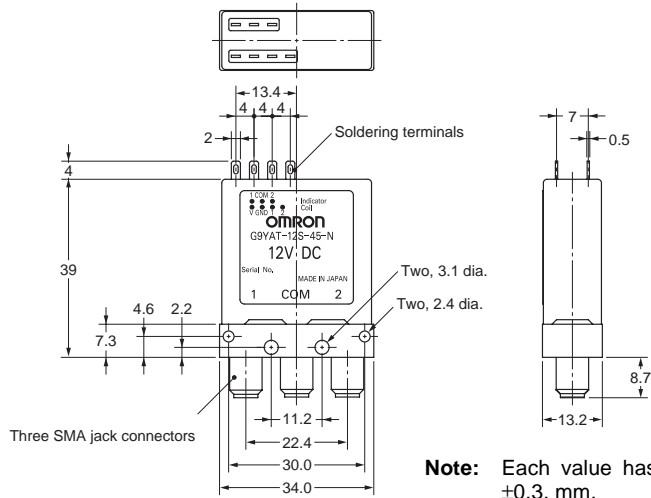 13.4
4 4 4
2
Soldering terminals
7
0.5
4
1 COM 2
Indicator
Coil
V GND 1 2
OMRON
G9YAT-12S-45-N
12V DC
Serial No.
MADE IN JAPAN
1 COM 2
39
Two, 3.1 dia.
Two, 2.4 dia.
4.6
2.2
7.3
8.7
11.2
13.2
Three SMA jack connectors
22.4
30.0
34.0
Note: Each value has
±0.3, mm.